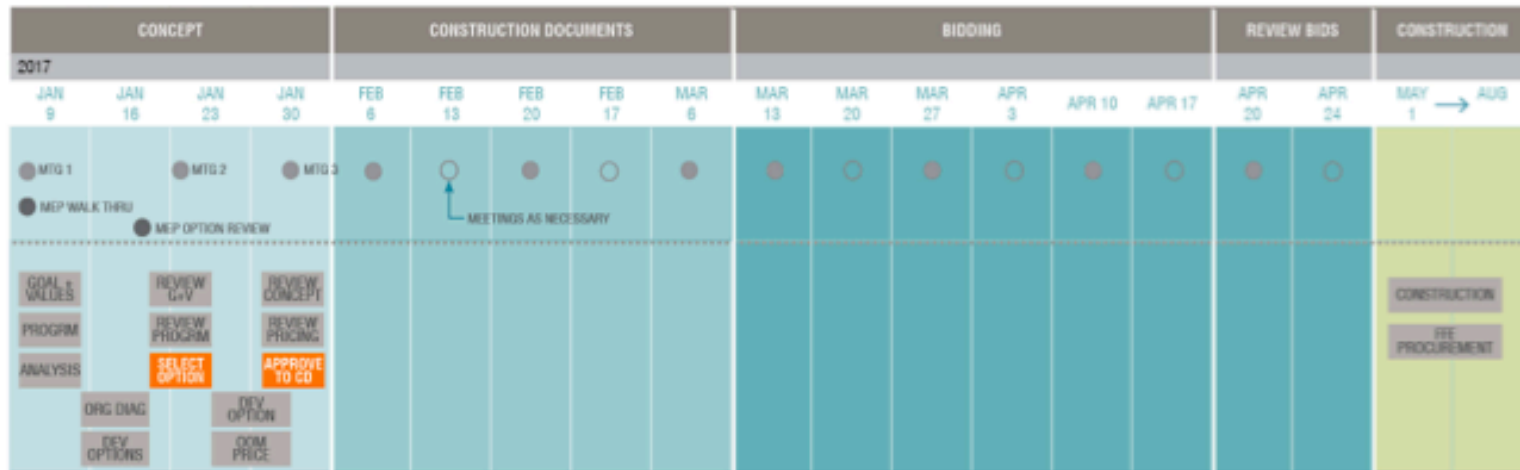 CONCEPT CONSTRUCTION DOCUMENTS BIDDING REVIEW BIDS CONSTRUCTION
2017
JAN 9 JAN 16 JAN 23 JAN 30 FEB 6 FEB 13 FEB 20 FEB 17 MAR 6 MAR 13 MAR 20 MAR 27 APR 3 APR 10 APR 17 APR 20 APR 24 MAY 1 → AUG
MTG 1 MTG 2 MTG 3
MEP WALK THRU
MEP OPTION REVIEW
MEETINGS AS NECESSARY
GOAL + VALUES
REVIEW G+V
REVIEW CONCEPT
CONSTRUCTION
PROGRM
REVIEW PROGRM
REVIEW PRICING
FFE PROCUREMENT
ANALYSIS
SELECT OPTION
APPROVE TO CD
ORG DIAG
DEV OPTION
DEV OPTIONS
OOM PRICE